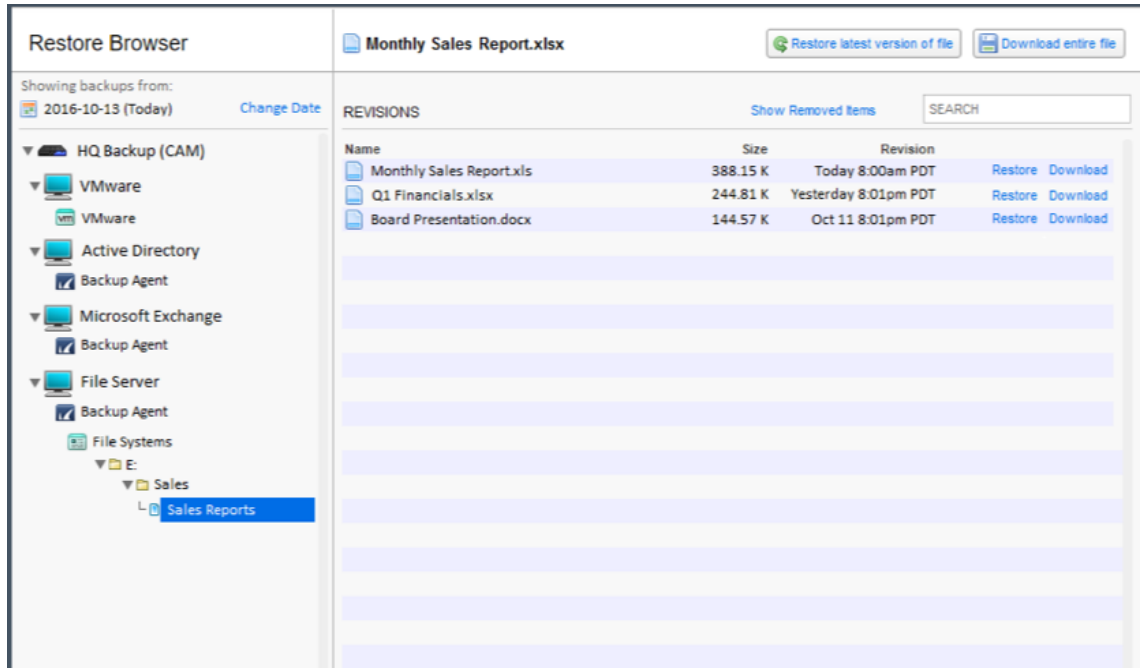 Restore Browser
Showing backups from:
2016-10-13 (Today) Change Date
HQ Backup (CAM)
VMware
vm VMware
Active Directory
Backup Agent
Microsoft Exchange
Backup Agent
File Server
Backup Agent
File Systems
E:
Sales
Sales Reports
Monthly Sales Report.xlsx
Restore latest version of file Download entire file
REVISIONS Show Removed Items SEARCH
Name Size Revision
Monthly Sales Report.xls 388.15 K Today 8:00am PDT Restore Download
Q1 Financials.xlsx 244.81 K Yesterday 8:01pm PDT Restore Download
Board Presentation.docx 144.57 K Oct 11 8:01pm PDT Restore Download